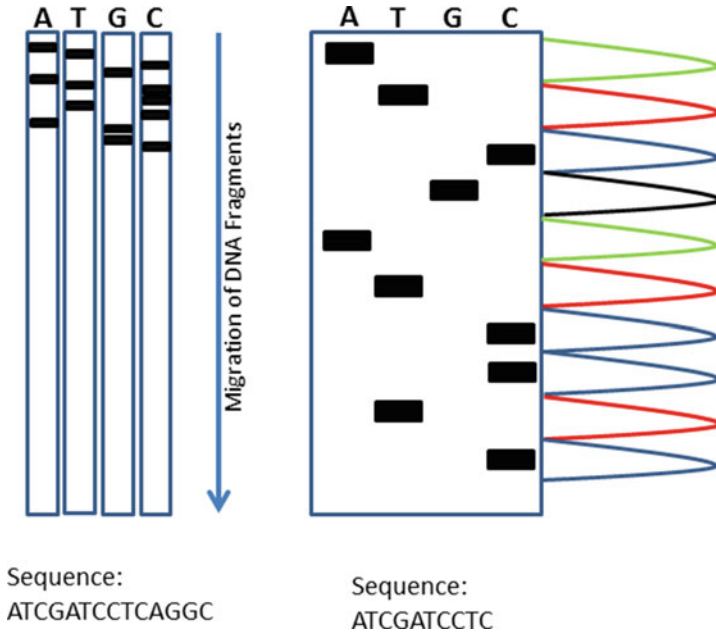 A T G C
A T G C
Migration of DNA Fragments
Sequence:
ATCGATCCTCAGGC
Sequence:
ATCGATCCTC